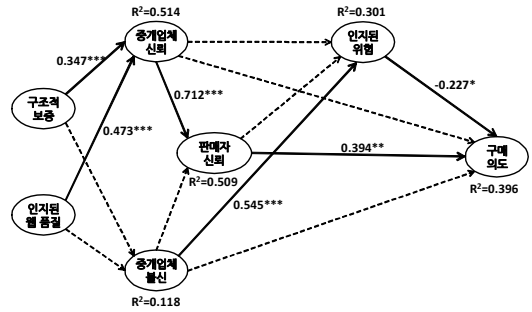 R²=0.514
중개업체
신뢰
R²=0.301
인지된
위험
0.347***
구조적
보증
0.712***
-0.227*
0.473***
판매자
신뢰
R²=0.509
0.394**
구매
의도
R²=0.396
인지된
웹 품질
0.545***
중개업체
불신
R²=0.118